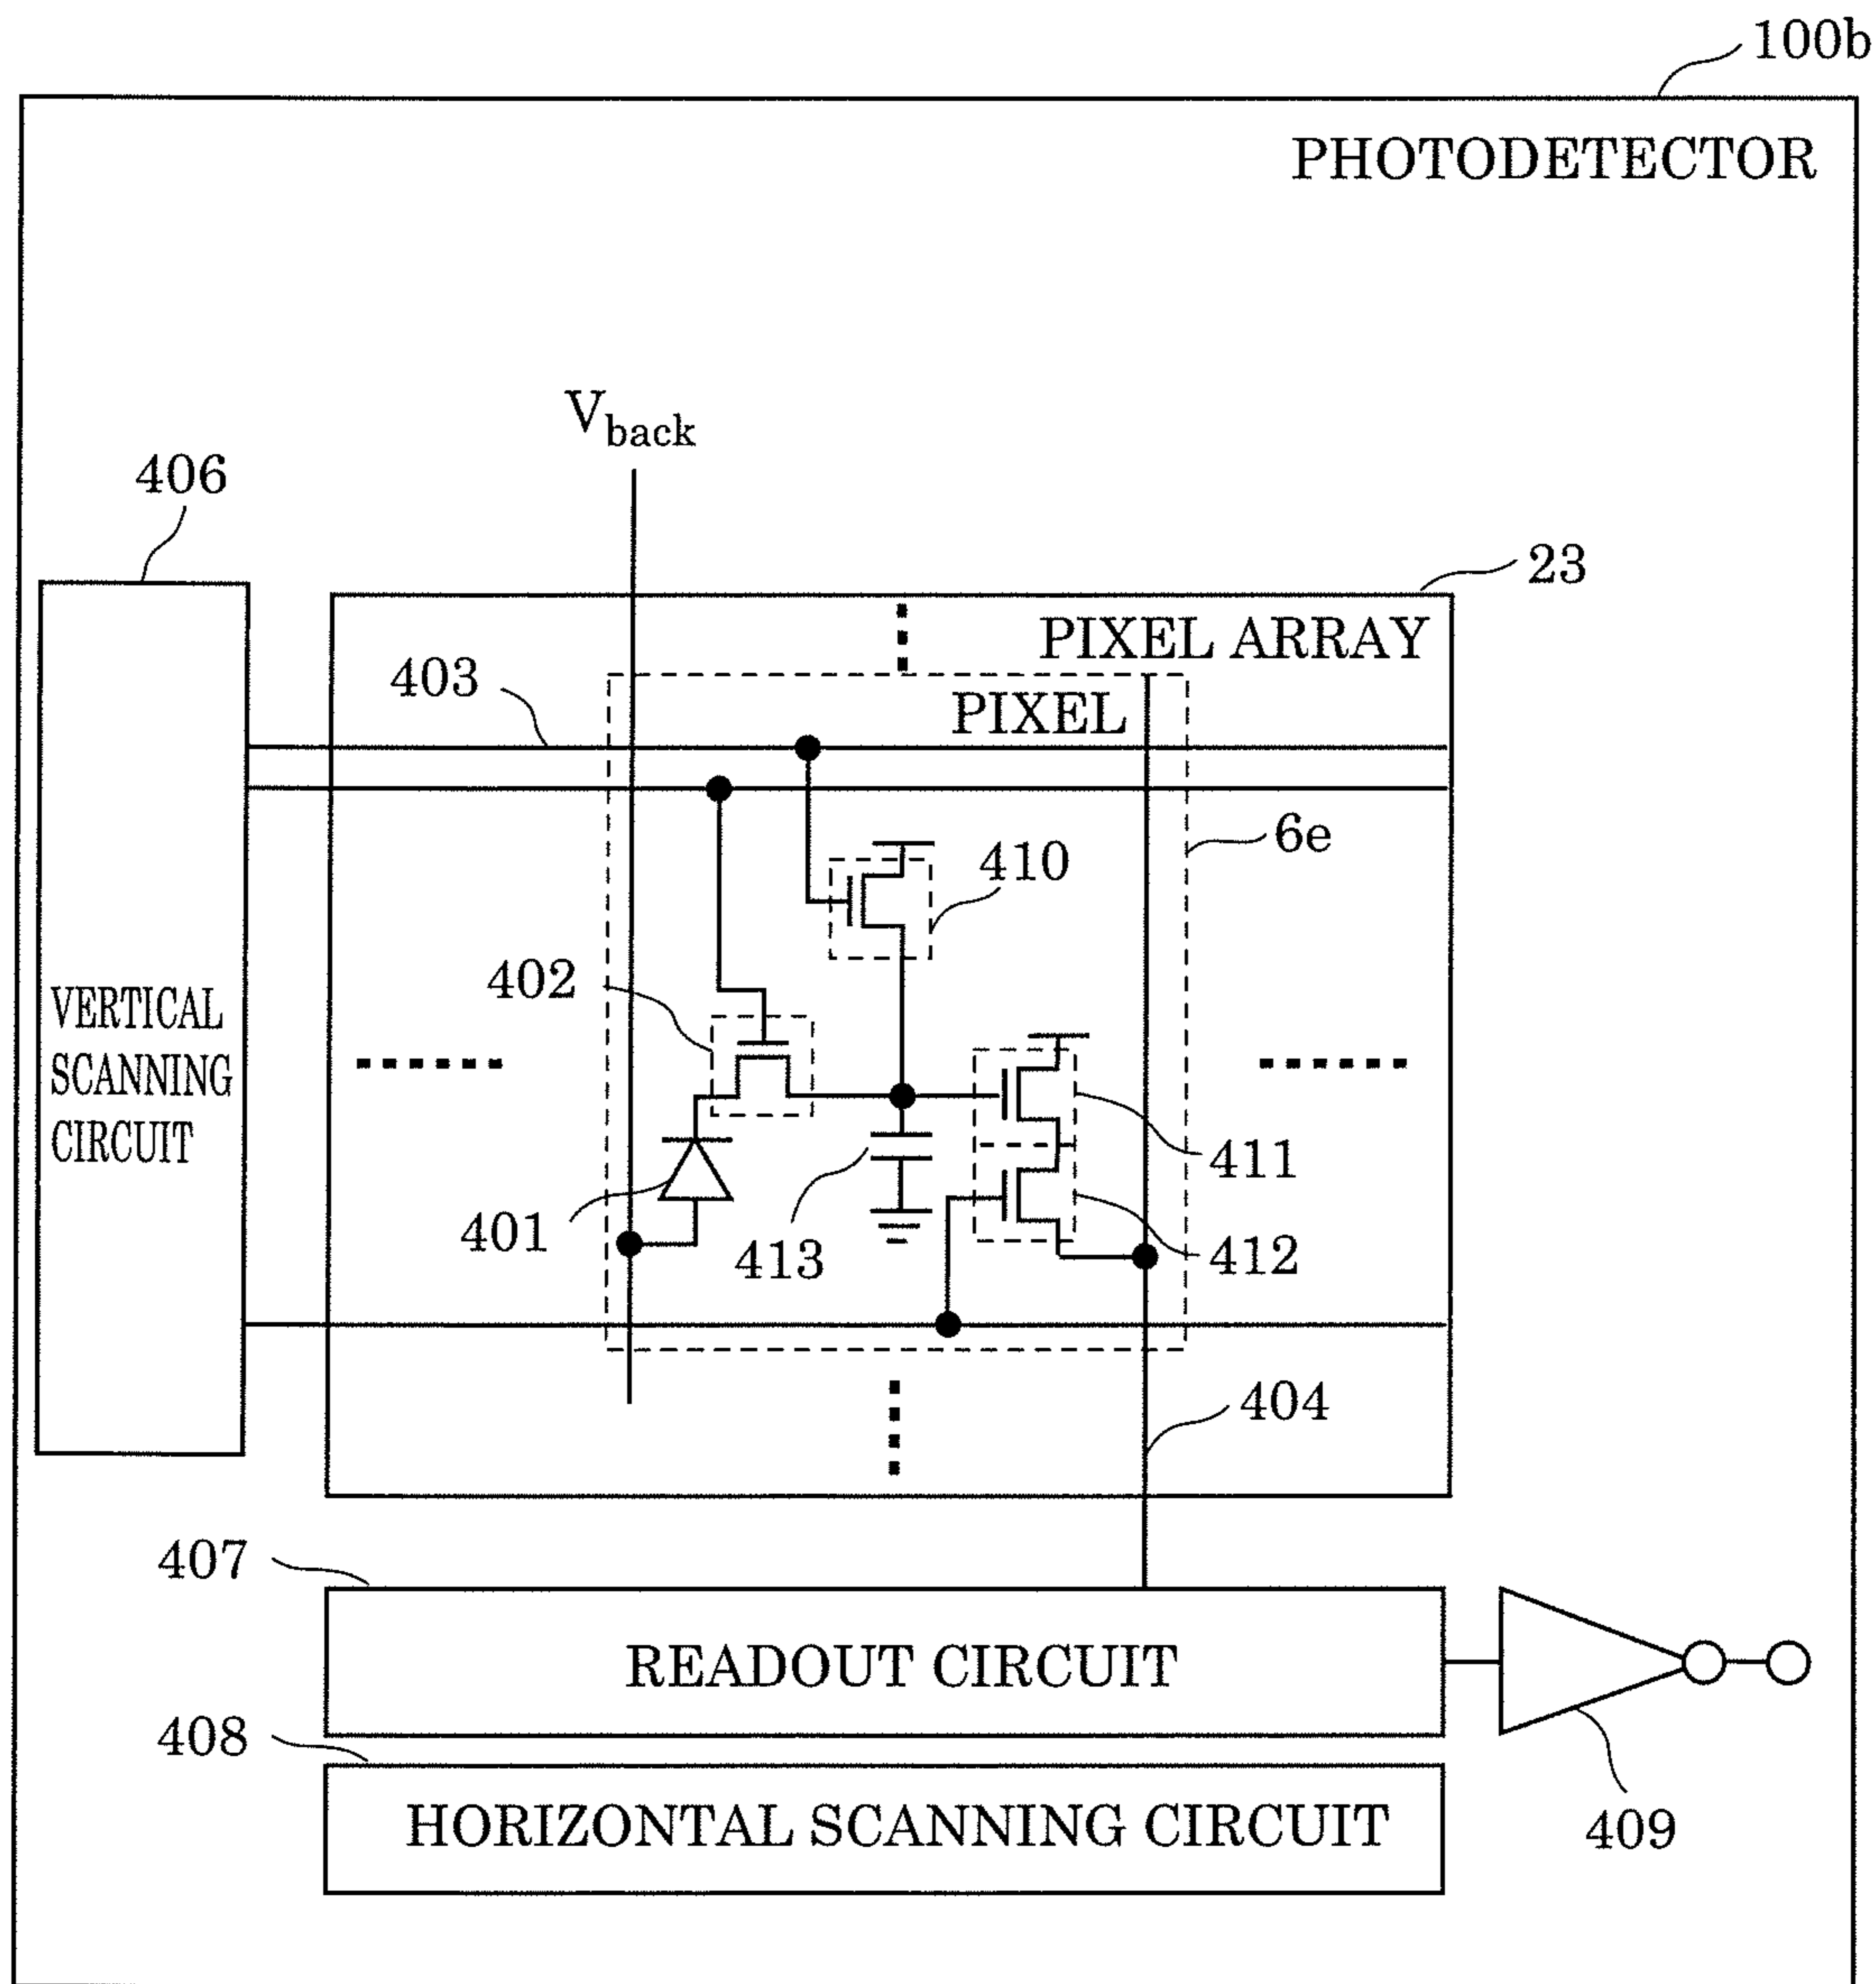 100b
PHOTODETECTOR
Vback
406
23
PIXEL ARRAY
403
PIXEL
6e
410
402
VERTICAL
SCANNING
CIRCUIT
411
401
413
412
404
407
READOUT CIRCUIT
408
HORIZONTAL SCANNING CIRCUIT
409